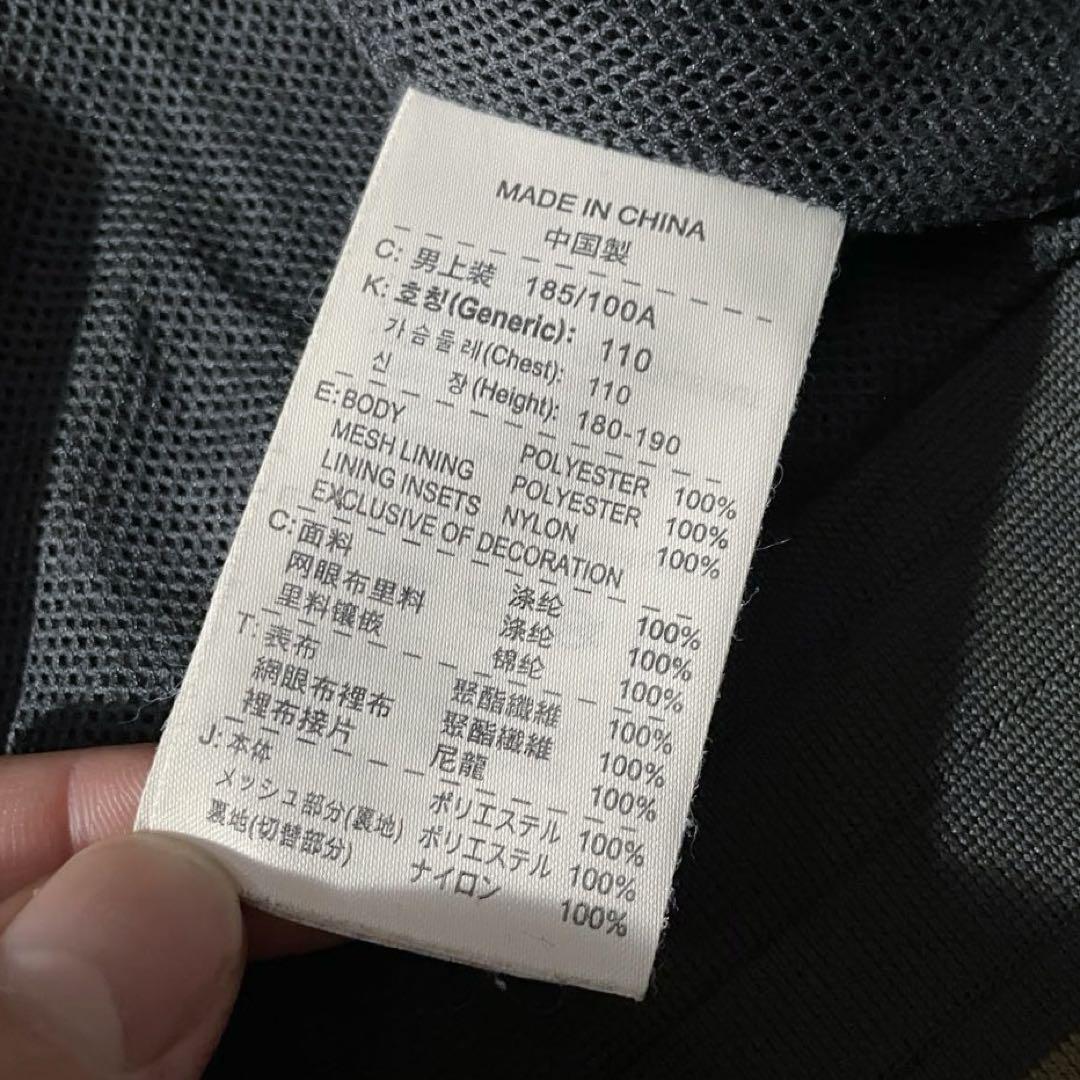 MADE IN CHINA
中国製
C: 男上装 185/100A
K: 호칭(Generic): 110
가슴둘레(Chest): 110
신 장(Height): 180-190
E: BODY POLYESTER 100%
MESH LINING POLYESTER 100%
LINING INSETS NYLON 100%
EXCLUSIVE OF DECORATION
C: 面料 涤纶 100%
网眼布里料 涤纶 100%
里料镶嵌 锦纶 100%
T: 表布 聚酯纖維 100%
網眼布裡布 聚酯纖維 100%
裡布接片 尼龍 100%
J: 本体 ポリエステル 100%
メッシュ部分(裏地) ポリエステル 100%
裏地(切替部分) ナイロン 100%